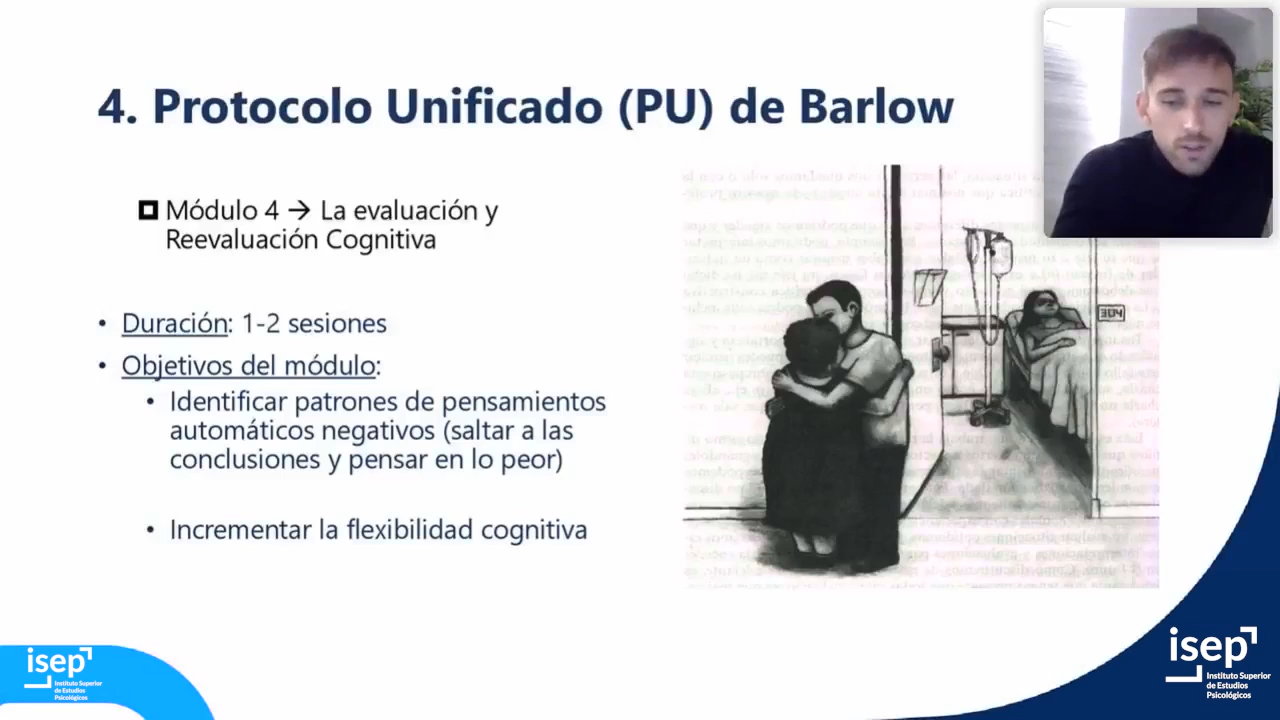 4. Protocolo Unificado (PU) de Barlow
Módulo 4 → La evaluación y
Reevaluación Cognitiva
• Duración: 1-2 sesiones
• Objetivos del módulo:
• Identificar patrones de pensamientos
automáticos negativos (saltar a las
conclusiones y pensar en lo peor)
• Incrementar la flexibilidad cognitiva
304
isep
Instituto Superior
de Estudios
Psicológicos
isep
Instituto Superior
de Estudios
Psicológicos